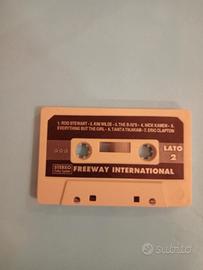 1. ROD STEWART - 2. KIM WILDE - 3. THE B-52'S - 4. NICK KAMEN - 5.
EVERYTHING BUT THE GIRL - 6. TANITA TIKARAM - 7. ERIC CLAPTON
LATO
2
STEREO
FREEWAY INTERNATIONAL
subito